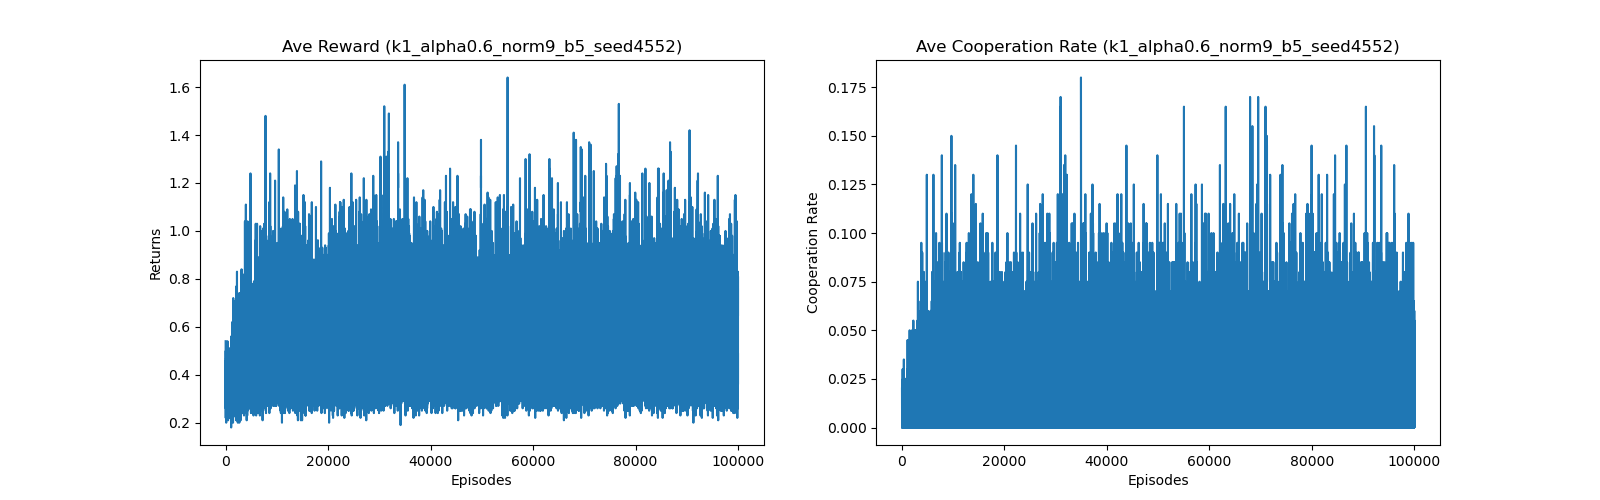 Ave Reward (k1_alpha0.6_norm9_b5_seed4552)
1.6
1.4
1.2
1.0
0.8
0.6
0.4
0.2
Returns
0 20000 40000 60000 80000 100000
Episodes
Ave Cooperation Rate (k1_alpha0.6_norm9_b5_seed4552)
0.175
0.150
0.125
0.100
0.075
0.050
0.025
0.000
Cooperation Rate
0 20000 40000 60000 80000 100000
Episodes